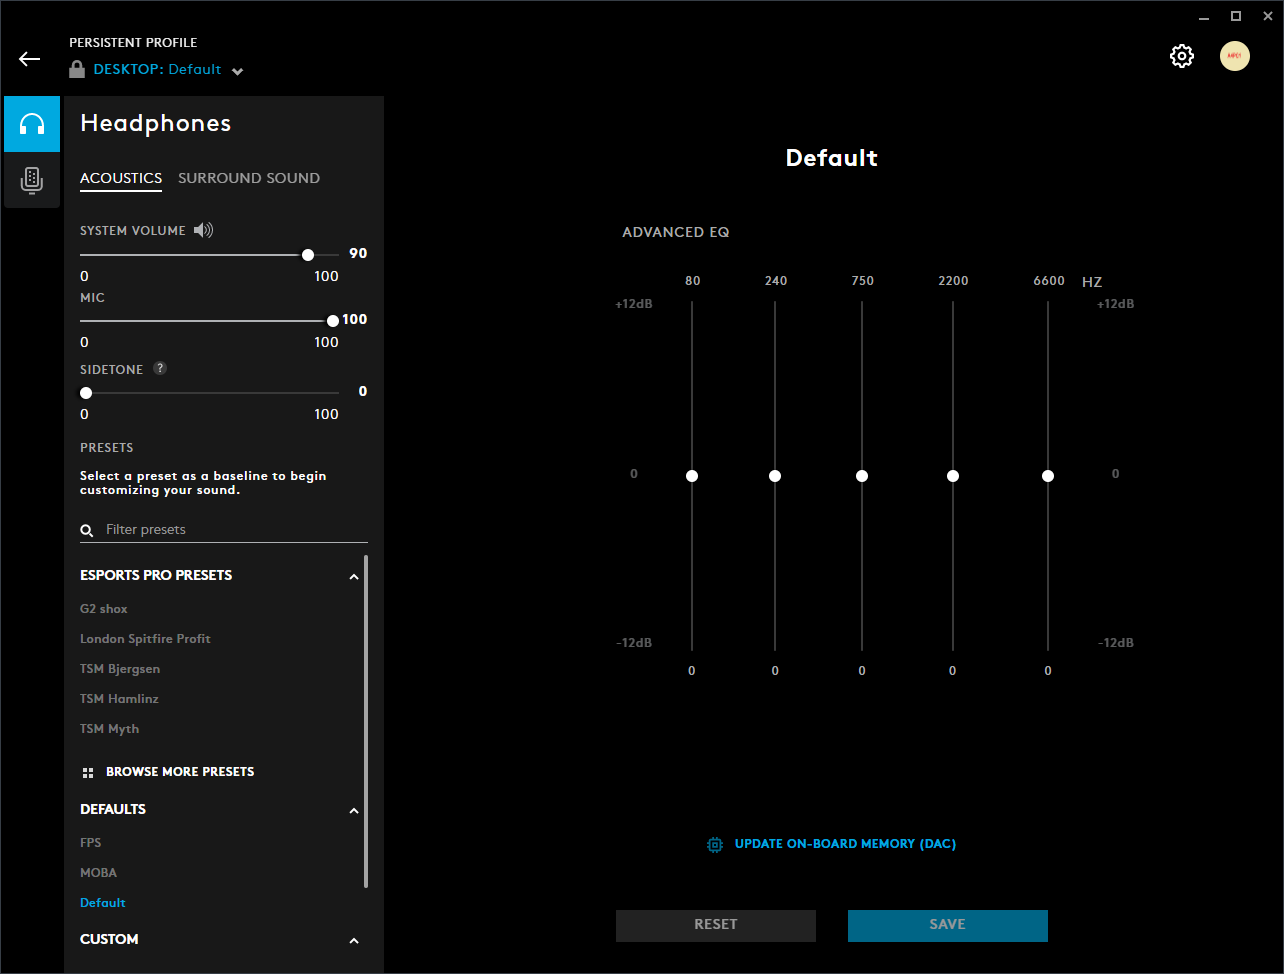 PERSISTENT PROFILE
DESKTOP: Default
Headphones
ACOUSTICS SURROUND SOUND
SYSTEM VOLUME
90
0 100
MIC
100
0 100
SIDETONE ?
0
0 100
PRESETS
Select a preset as a baseline to begin
customizing your sound.
Filter presets
ESPORTS PRO PRESETS
G2 shox
London Spitfire Profit
TSM Bjergsen
TSM Hamlinz
TSM Myth
BROWSE MORE PRESETS
DEFAULTS
FPS
MOBA
Default
CUSTOM
Default
ADVANCED EQ
80 240 750 2200 6600 HZ
+12dB +12dB
0 0
-12dB -12dB
0 0 0 0 0
UPDATE ON-BOARD MEMORY (DAC)
RESET SAVE